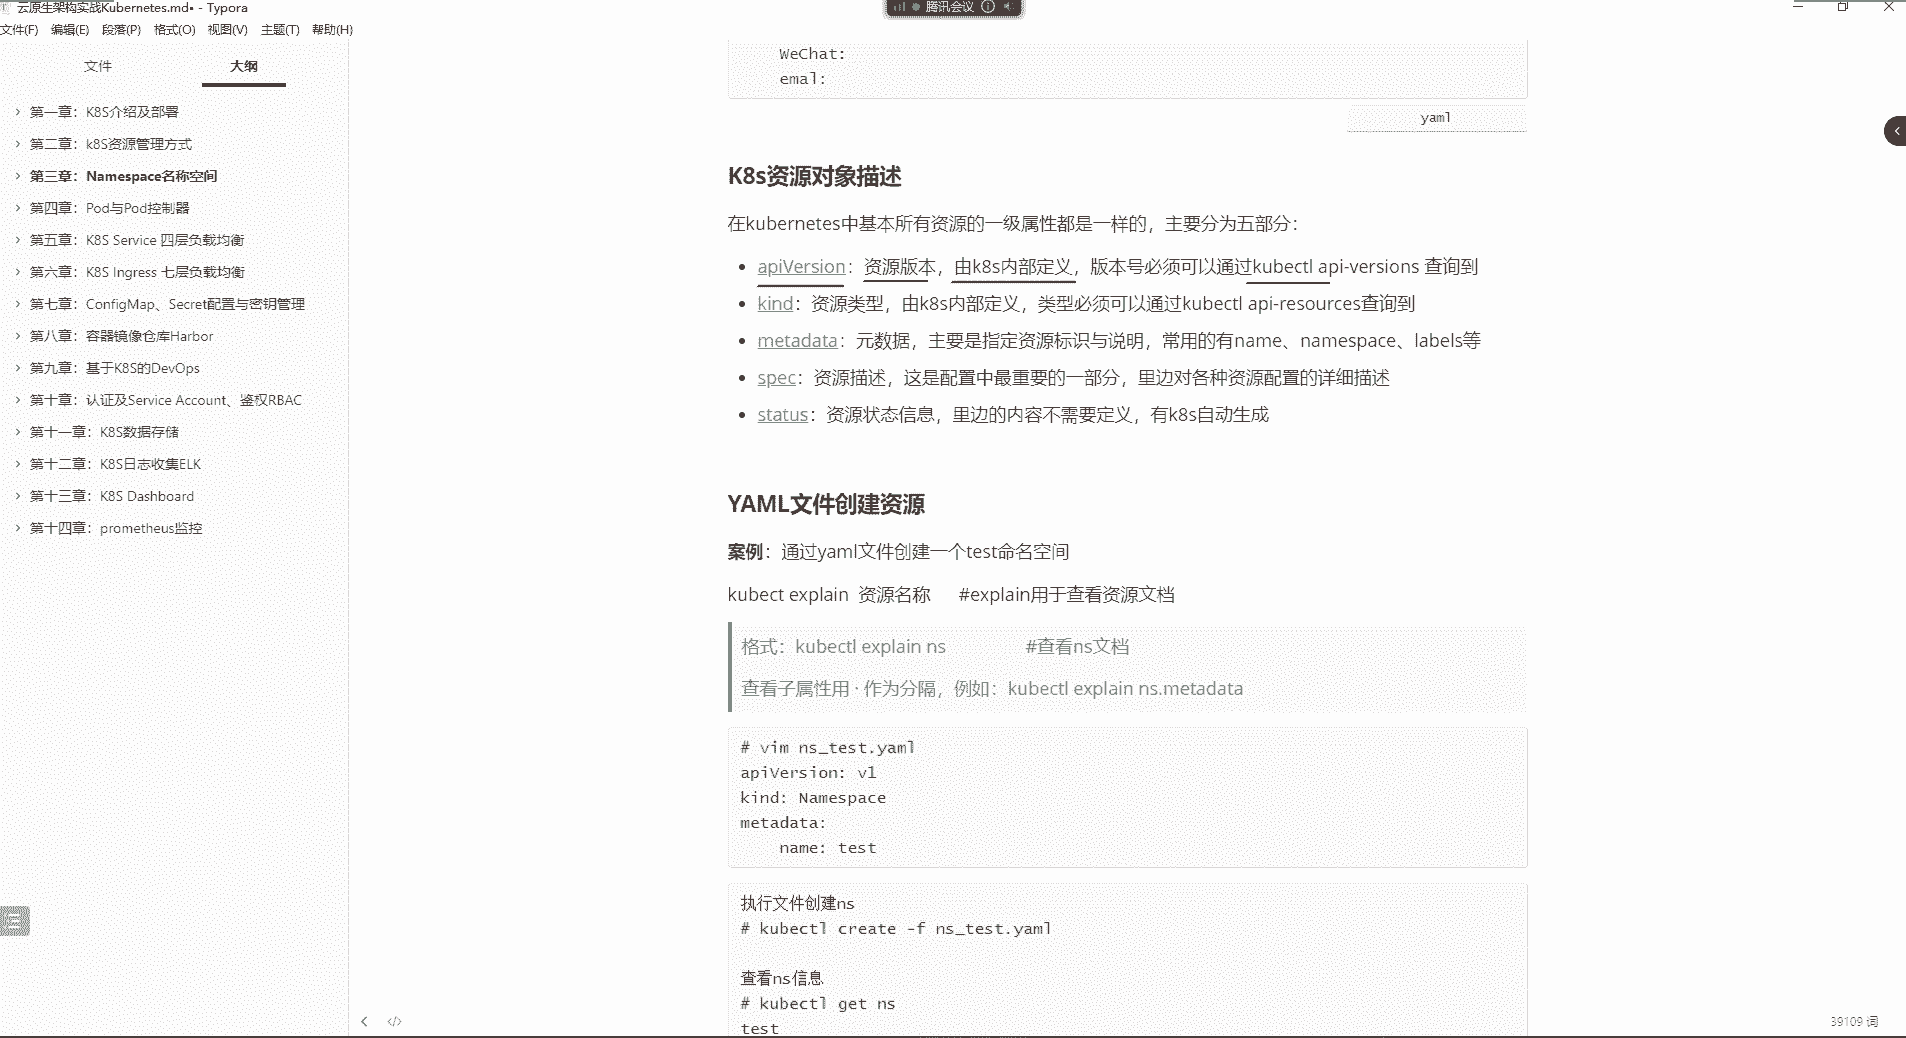 云原生架构实战Kubernetes.md• - Typora
腾讯会议
文件(F) 编辑(E) 段落(P) 格式(O) 视图(V) 主题(T) 帮助(H)
文件 大纲
第一章：K8S介绍及部署
第二章：k8S资源管理方式
第三章：Namespace名称空间
第四章：Pod与Pod控制器
第五章：K8S Service 四层负载均衡
第六章：K8S Ingress 七层负载均衡
第七章：ConfigMap、Secret配置与密钥管理
第八章：容器镜像仓库Harbor
第九章：基于K8S的DevOps
第十章：认证及Service Account、鉴权RBAC
第十一章：K8S数据存储
第十二章：K8S日志收集ELK
第十三章：K8S Dashboard
第十四章：prometheus监控
WeChat:
emal:
yaml
K8s资源对象描述
在kubernetes中基本所有资源的一级属性都是一样的，主要分为五部分：
• apiVersion：资源版本，由k8s内部定义，版本号必须可以通过kubectl api-versions 查询到
• kind：资源类型，由k8s内部定义，类型必须可以通过kubectl api-resources查询到
• metadata：元数据，主要是指定资源标识与说明，常用的有name、namespace、labels等
• spec：资源描述，这是配置中最重要的一部分，里边对各种资源配置的详细描述
• status：资源状态信息，里边的内容不需要定义，有k8s自动生成
YAML文件创建资源
案例：通过yaml文件创建一个test命名空间
kubect explain 资源名称 #explain用于查看资源文档
格式：kubectl explain ns #查看ns文档
查看子属性用 · 作为分隔，例如：kubectl explain ns.metadata
# vim ns_test.yaml
apiVersion: v1
kind: Namespace
metadata:
name: test
执行文件创建ns
# kubectl create -f ns_test.yaml
查看ns信息
# kubectl get ns
test
39109 词